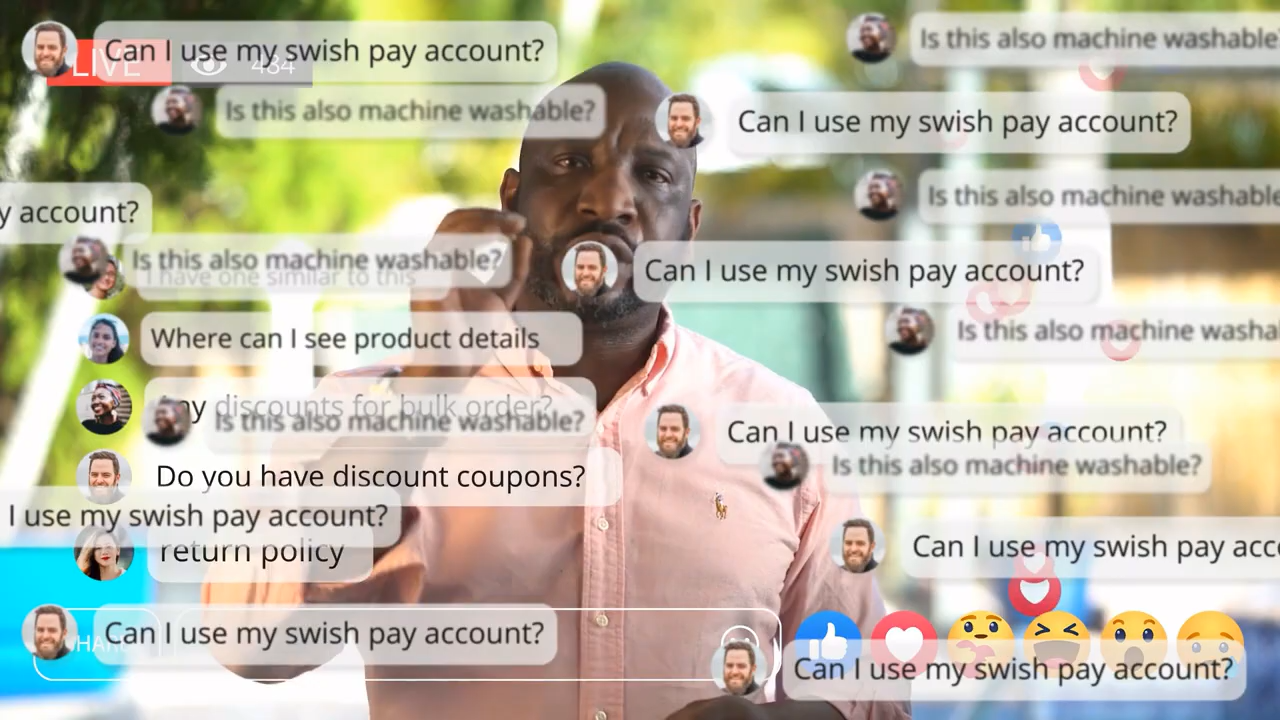 Can I use my swish pay account?
LIVE
434
Is this also machine washable?
Is this also machine washable?
Can I use my swish pay account?
Is this also machine washable
y account?
Is this also machine washable?
I have one similar to this
Can I use my swish pay account?
Where can I see product details
Is this also machine washa
ny discounts for bulk order?
Is this also machine washable?
Can I use my swish pay account?
Is this also machine washable?
Do you have discount coupons?
I use my swish pay account?
return policy
Can I use my swish pay acc
Can I use my swish pay account?
Can I use my swish pay account?